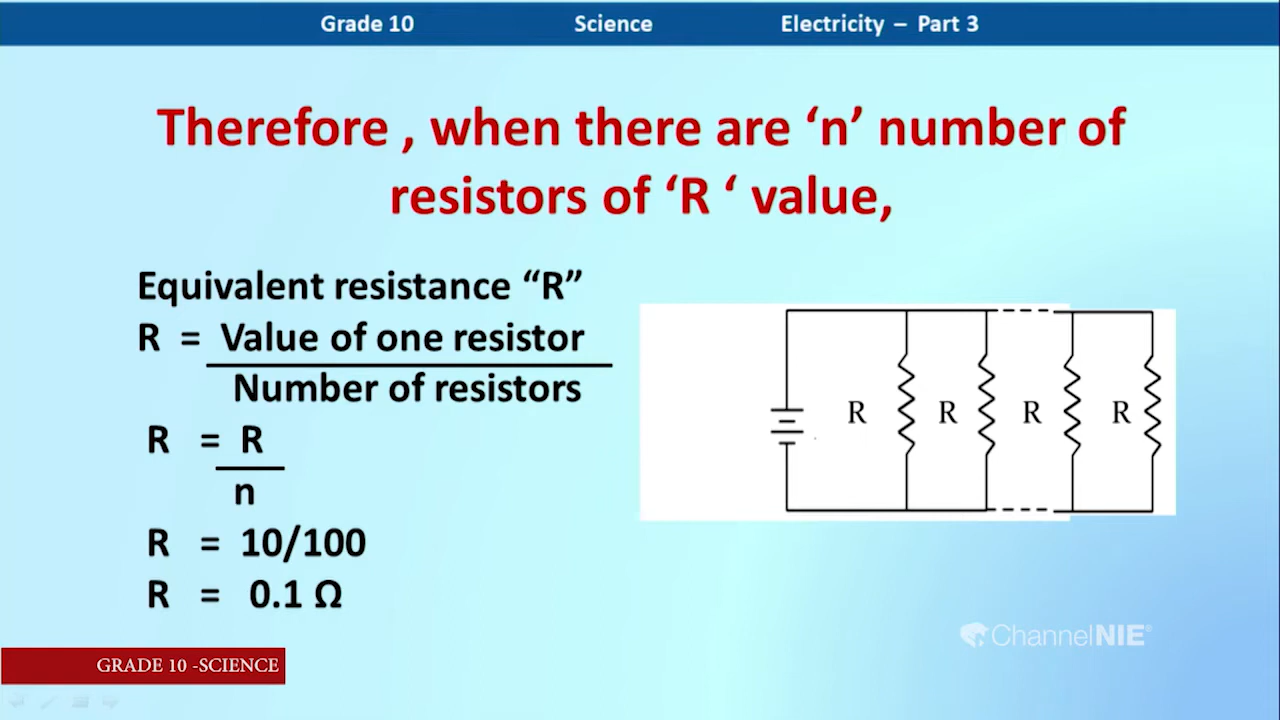 Grade 10 Science Electricity – Part 3
Therefore , when there are ‘n’ number of
resistors of ‘R ‘ value,
Equivalent resistance “R”
R = Value of one resistor
Number of resistors
R = R
n
R = 10/100
R = 0.1 Ω
R R R R
ChannelNIE
GRADE 10 -SCIENCE